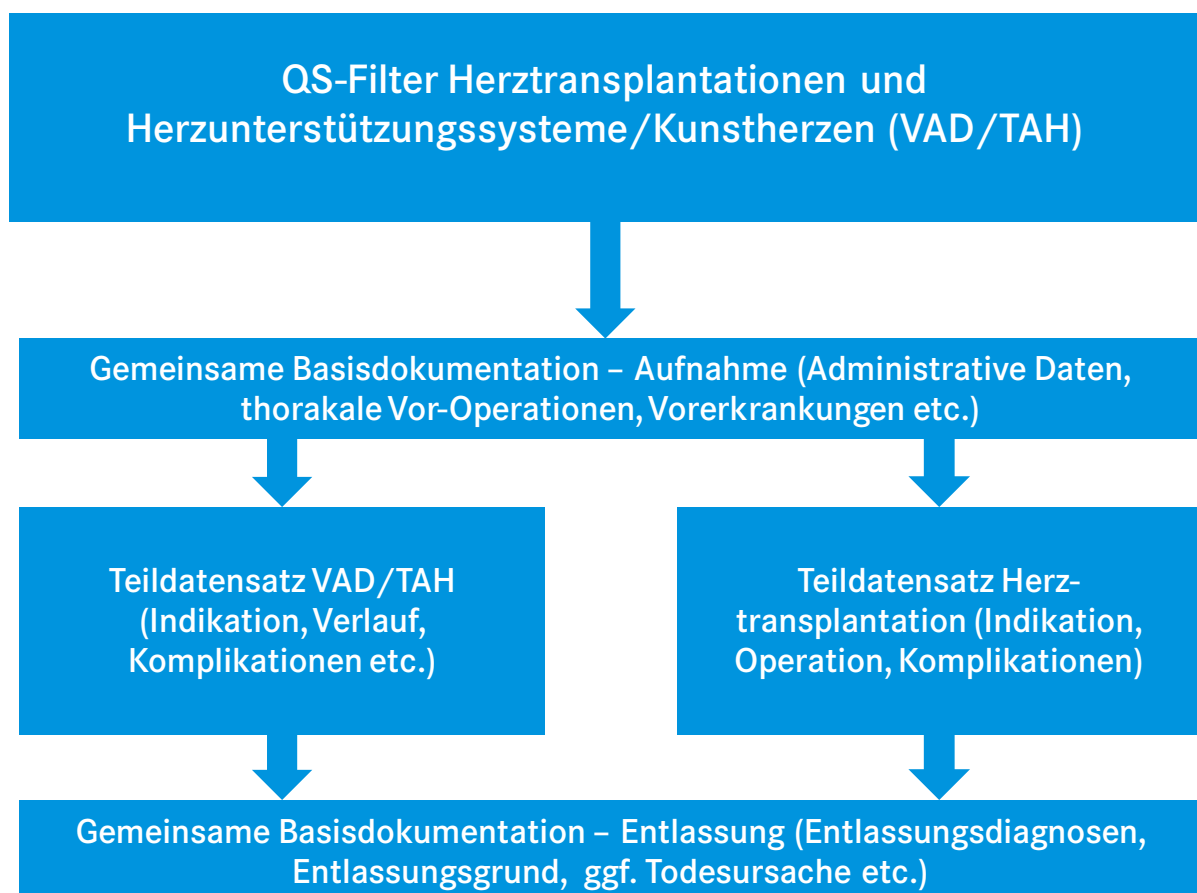 QS-Filter Herztransplantationen und
Herzunterstützungssysteme/Kunstherzen (VAD/TAH)
Gemeinsame Basisdokumentation – Aufnahme (Administrative Daten,
thorakale Vor-Operationen, Vorerkrankungen etc.)
Teildatensatz VAD/TAH
(Indikation, Verlauf,
Komplikationen etc.)
Teildatensatz Herz-
transplantation (Indikation,
Operation, Komplikationen)
Gemeinsame Basisdokumentation – Entlassung (Entlassungsdiagnosen,
Entlassungsgrund, ggf. Todesursache etc.)